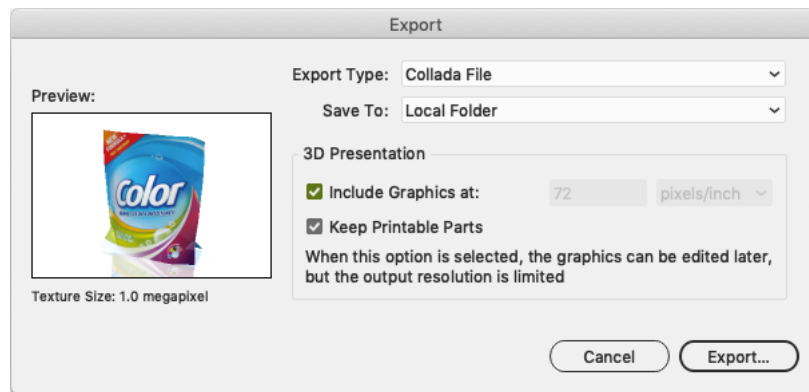 Export
Export Type: Collada File
Preview:
Save To: Local Folder
3D Presentation
Include Graphics at: 72 pixels/inch
Keep Printable Parts
When this option is selected, the graphics can be edited later,
but the output resolution is limited
Color
Texture Size: 1.0 megapixel
Cancel Export...